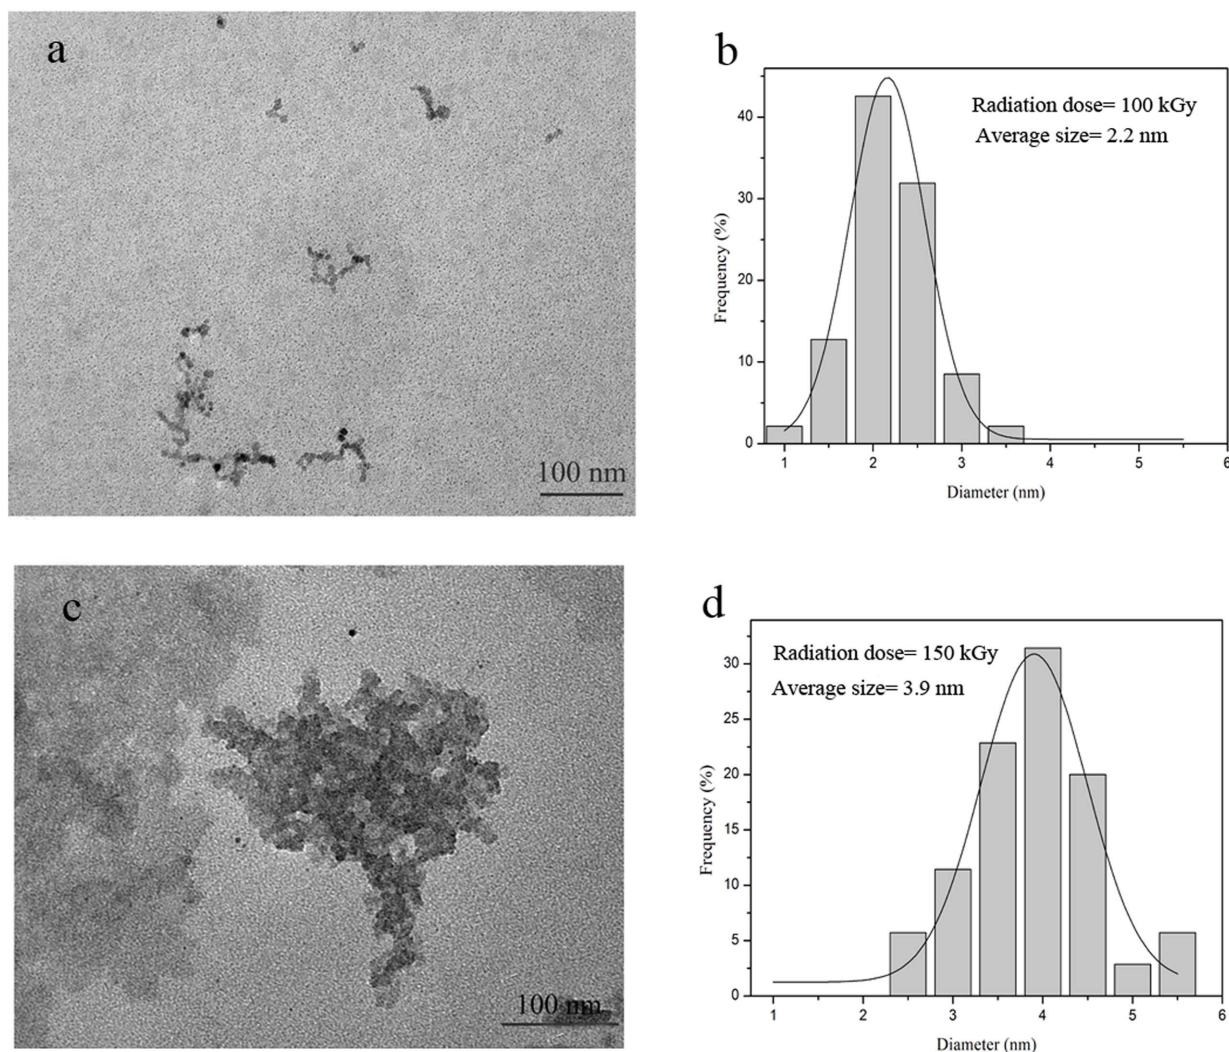 a
100 nm
b
Radiation dose= 100 kGy
Average size= 2.2 nm
Frequency (%)
40
30
20
10
0
1 2 3 4 5 6
Diameter (nm)
c
100 nm
d
Radiation dose= 150 kGy
Average size= 3.9 nm
Frequency (%)
30
25
20
15
10
5
0
1 2 3 4 5 6
Diameter (nm)